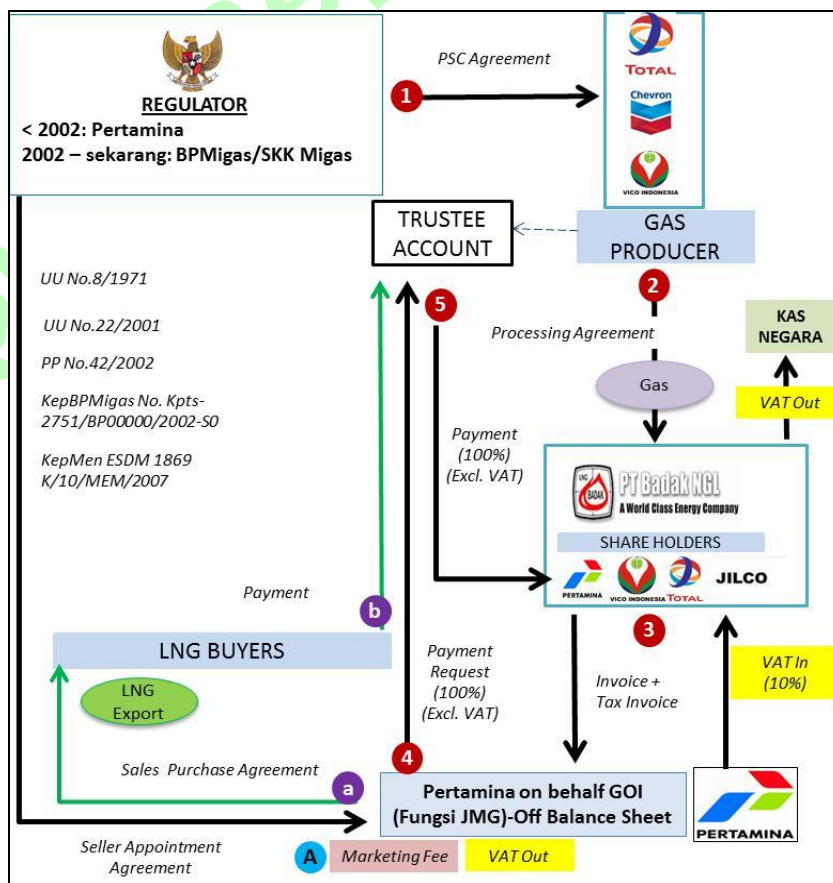 REGULATOR
< 2002: Pertamina
2002 – sekarang: BPMigas/SKK Migas
1
PSC Agreement
TOTAL
Chevron
VICO INDONESIA
GAS
PRODUCER
TRUSTEE
ACCOUNT
UU No.8/1971
UU No.22/2001
PP No.42/2002
KepBPMigas No. Kpts-
2751/BP00000/2002-S0
KepMen ESDM 1869
K/10/MEM/2007
5
2
Processing Agreement
Gas
KAS
NEGARA
VAT Out
Payment
(100%)
(Excl. VAT)
LNG
BADAK
PT Badak NGL
A World Class Energy Company
SHARE HOLDERS
PERTAMINA
VICO INDONESIA
TOTAL
JILCO
3
Payment
b
LNG BUYERS
LNG
Export
Payment
Request
(100%)
(Excl. VAT)
Invoice +
Tax Invoice
VAT In
(10%)
Sales Purchase Agreement
a
4
Pertamina on behalf GOI
(Fungsi JMG)-Off Balance Sheet
PERTAMINA
Seller Appointment
Agreement
A
Marketing Fee
VAT Out